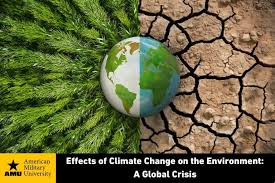 American
Military
University
AMU
Effects of Climate Change on the Environment:
A Global Crisis